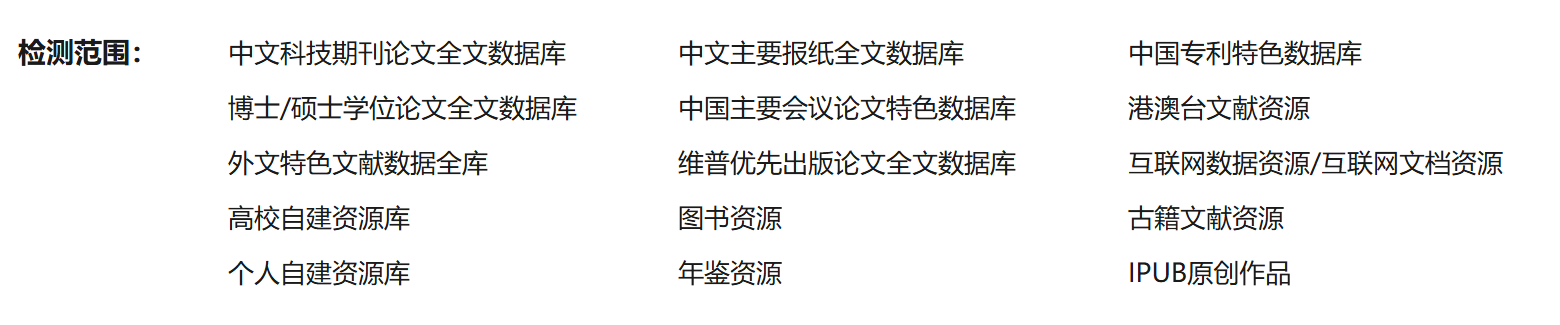 检测范围： 中文科技期刊论文全文数据库 中文主要报纸全文数据库 中国专利特色数据库
博士/硕士学位论文全文数据库 中国主要会议论文特色数据库 港澳台文献资源
外文特色文献数据全库 维普优先出版论文全文数据库 互联网数据资源/互联网文档资源
高校自建资源库 图书资源 古籍文献资源
个人自建资源库 年鉴资源 IPUB原创作品